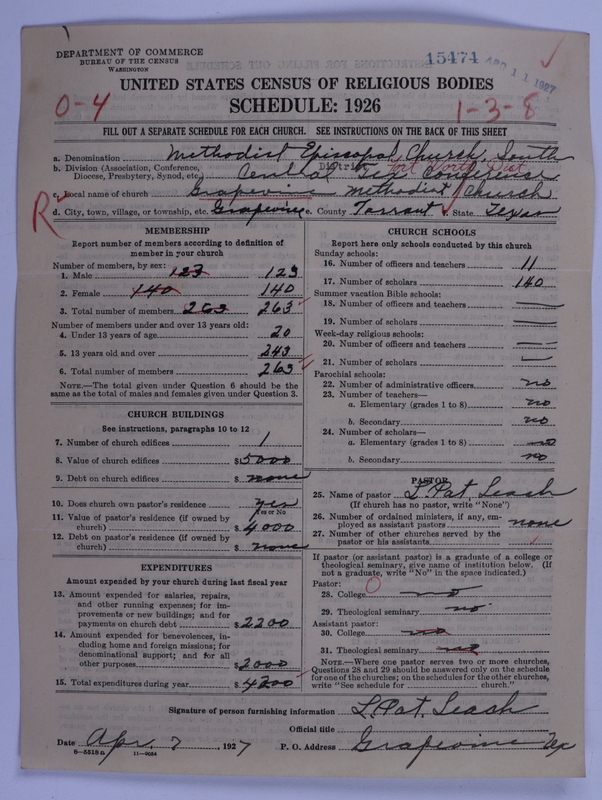 DEPARTMENT OF COMMERCE
BUREAU OF THE CENSUS
WASHINGTON
15474 APR 11 1927
UNITED STATES CENSUS OF RELIGIOUS BODIES
SCHEDULE: 1926
0-4
1-3-8
FILL OUT A SEPARATE SCHEDULE FOR EACH CHURCH. SEE INSTRUCTIONS ON THE BACK OF THIS SHEET
a. Denomination Methodist Episcopal Church, South
b. Division (Association, Conference, Diocese, Presbytery, Synod, etc.) District Fort Worth Dist
Central Tex Conference
c. Local name of church Grapevine Methodist Church
d. City, town, village, or township, etc. Grapevine e. County Tarrant f. State Texas
R
MEMBERSHIP
Report number of members according to definition of
member in your church
Number of members, by sex:
1. Male 123 123
2. Female 140 140
3. Total number of members 263 263
Number of members under and over 13 years old:
4. Under 13 years of age 20
5. 13 years old and over 243
6. Total number of members 263
NOTE.—The total given under Question 6 should be the
same as the total of males and females given under Question 3.
CHURCH BUILDINGS
See instructions, paragraphs 10 to 12
7. Number of church edifices 1
8. Value of church edifices $5000
9. Debt on church edifices $ none
10. Does church own pastor's residence yes
Yes or No
11. Value of pastor's residence (if owned by
church) $4000
12. Debt on pastor's residence (if owned by
church) $ none
EXPENDITURES
Amount expended by your church during last fiscal year
13. Amount expended for salaries, repairs,
and other running expenses; for im-
provements or new buildings; and for
payments on church debt $2200
14. Amount expended for benevolences, in-
cluding home and foreign missions; for
denominational support; and for all
other purposes $2000
15. Total expenditures during year $4200
CHURCH SCHOOLS
Report here only schools conducted by this church
Sunday schools:
16. Number of officers and teachers 11
17. Number of scholars 140
Summer vacation Bible schools:
18. Number of officers and teachers —
19. Number of scholars —
Week-day religious schools:
20. Number of officers and teachers —
21. Number of scholars —
Parochial schools:
22. Number of administrative officers no
23. Number of teachers—
a. Elementary (grades 1 to 8) no
b. Secondary no
24. Number of scholars—
a. Elementary (grades 1 to 8) no
b. Secondary no
PASTOR
25. Name of pastor L. Pat. Leach
(If church has no pastor, write "None")
26. Number of ordained ministers, if any, em-
ployed as assistant pastors none
27. Number of other churches served by the
pastor or his assistants
If pastor (or assistant pastor) is a graduate of a college or
theological seminary, give name of institution below. (If
not a graduate, write "No" in the space indicated.)
Pastor:
28. College no
29. Theological seminary no
Assistant pastor:
30. College no
31. Theological seminary no
NOTE.—Where one pastor serves two or more churches,
Questions 28 and 29 should be answered only on the schedule
for one of the churches; on the schedules for the other churches,
write "See schedule for church."
Signature of person furnishing information L. Pat. Leach
Official title
Date Apr. 7, 1927 P. O. Address Grapevine Tex
8-5518 a 11-9684